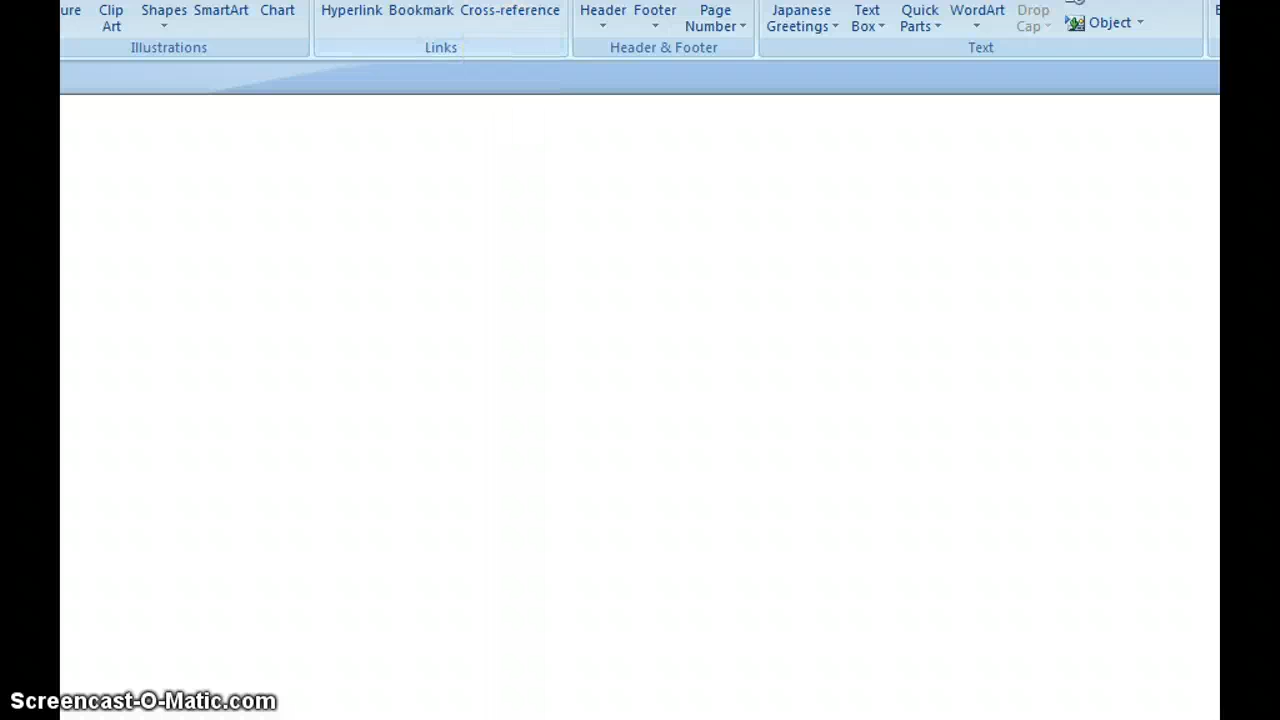 ure Clip Art Shapes SmartArt Chart
Illustrations
Hyperlink Bookmark Cross-reference
Links
Header Footer Page Number
Header & Footer
Japanese Greetings Text Box Quick Parts WordArt Drop Cap Object
Text
Screencast-O-Matic.com